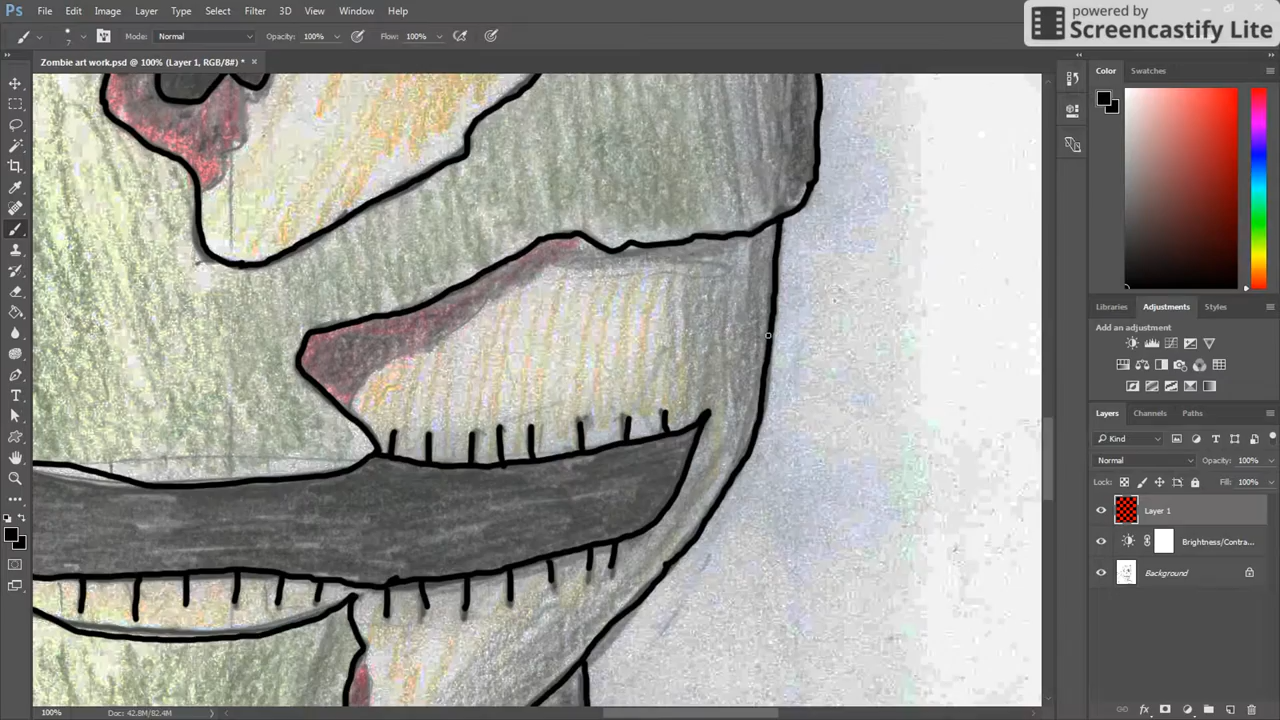 Ps File Edit Image Layer Type Select Filter 3D View Window Help
powered by
Screencastify Lite
7 Mode: Normal Opacity: 100% Flow: 100%
Zombie art work.psd @ 100% (Layer 1, RGB/8#) * ×
Color Swatches
Libraries Adjustments Styles
Add an adjustment
Layers Channels Paths
Kind
Normal Opacity: 100%
Lock: Fill: 100%
Layer 1
Brightness/Contra...
Background
100% Doc: 42.8M/82.4M